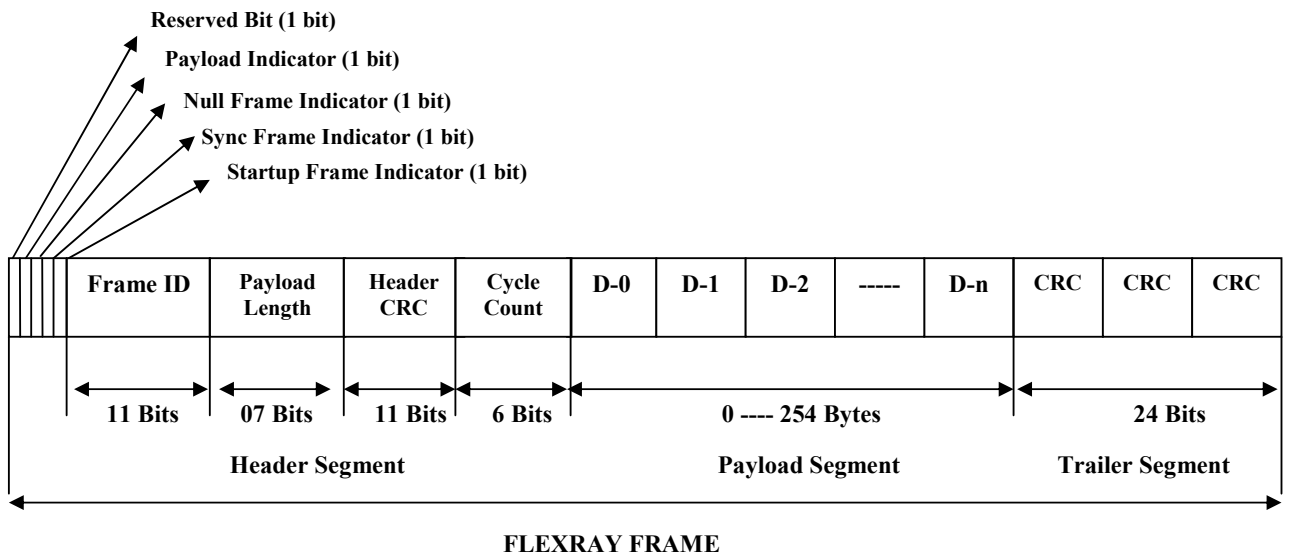 Reserved Bit (1 bit)
Payload Indicator (1 bit)
Null Frame Indicator (1 bit)
Sync Frame Indicator (1 bit)
Startup Frame Indicator (1 bit)
Frame ID
Payload
Length
Header
CRC
Cycle
Count
D-0
D-1
D-2
-----
D-n
CRC
CRC
CRC
11 Bits
07 Bits
11 Bits
6 Bits
0 ---- 254 Bytes
24 Bits
Header Segment
Payload Segment
Trailer Segment
FLEXRAY FRAME